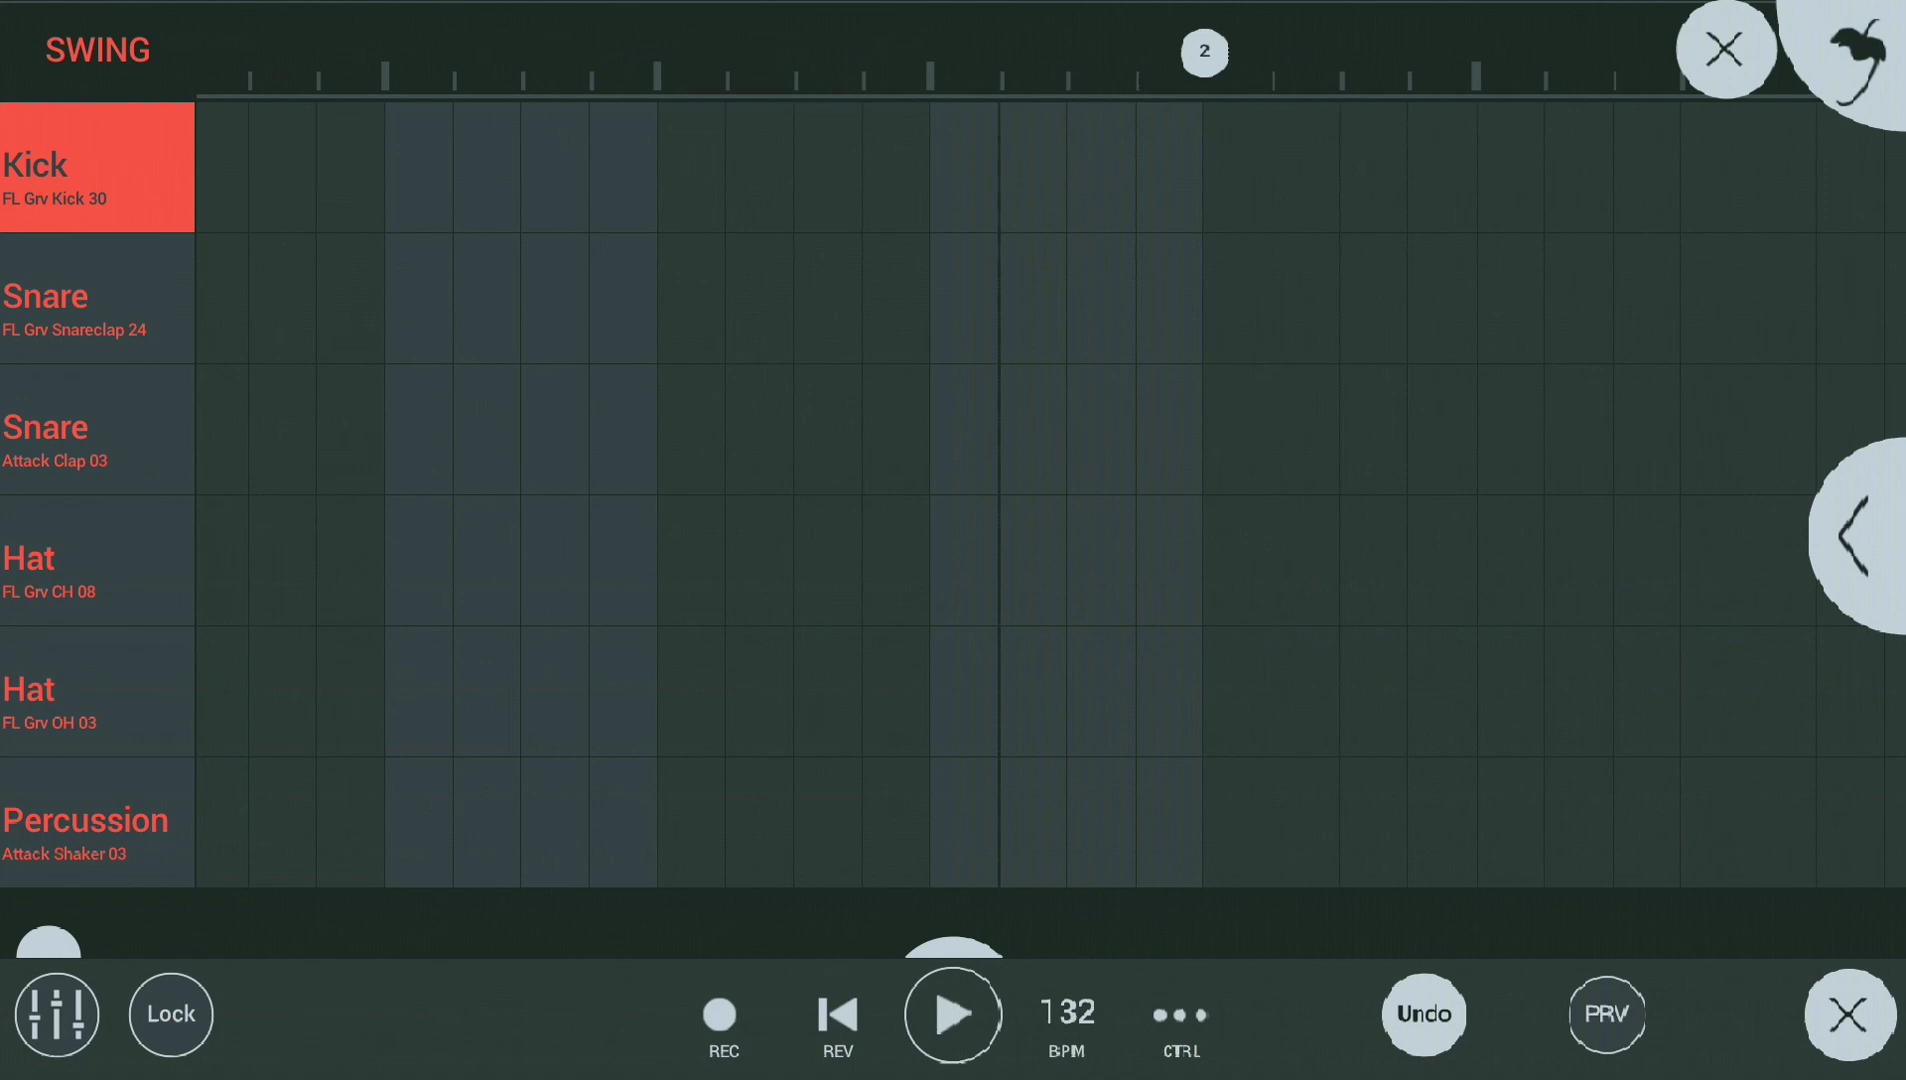 SWING
2
Kick
FL Grv Kick 30
Snare
FL Grv Snareclap 24
Snare
Attack Clap 03
Hat
FL Grv CH 08
Hat
FL Grv OH 03
Percussion
Attack Shaker 03
Lock
REC
REV
132
BPM
CTRL
Undo
PRV